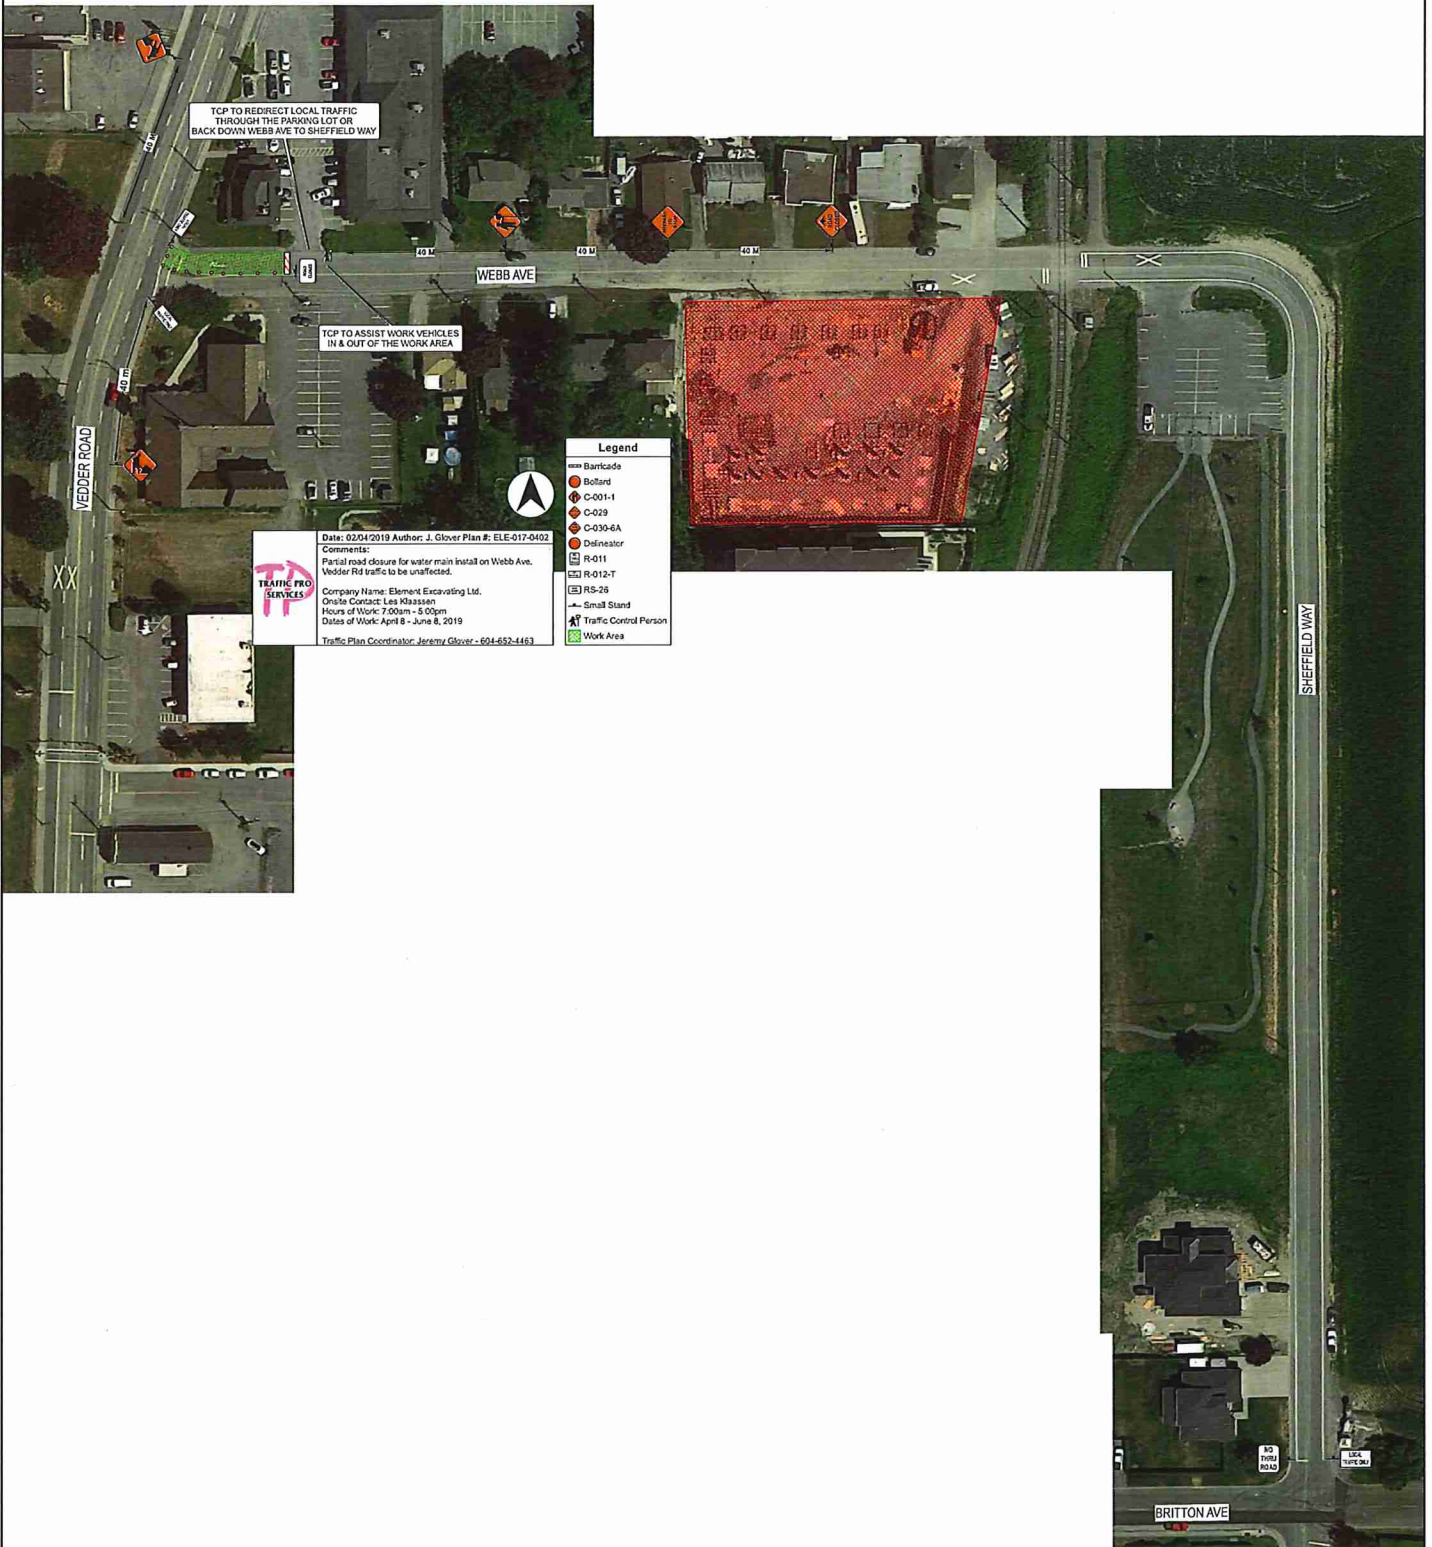 TCP TO REDIRECT LOCAL TRAFFIC
THROUGH THE PARKING LOT OR
BACK DOWN WEBB AVE TO SHEFFIELD WAY
40 M
40 M
40 M
40 M
ROAD
CLOSED
WEBB AVE
TCP TO ASSIST WORK VEHICLES
IN & OUT OF THE WORK AREA
40 m
VEDDER ROAD
Legend
Barricade
Bollard
C-001-1
C-029
C-030-6A
Delineator
R-011
R-012-T
RS-26
Small Stand
Traffic Control Person
Work Area
TRAFFIC PRO
SERVICES
Date: 02/04/2019 Author: J. Glover Plan #: ELE-017-0402
Comments:
Partial road closure for water main install on Webb Ave.
Vedder Rd traffic to be unaffected.
Company Name: Element Excavating Ltd.
Onsite Contact: Les Klaassen
Hours of Work: 7:00am - 5:00pm
Dates of Work: April 8 - June 8, 2019
Traffic Plan Coordinator: Jeremy Glover - 604-652-4463
SHEFFIELD WAY
NO
THRU
ROAD
LOCAL
TRAFFIC ONLY
BRITTON AVE